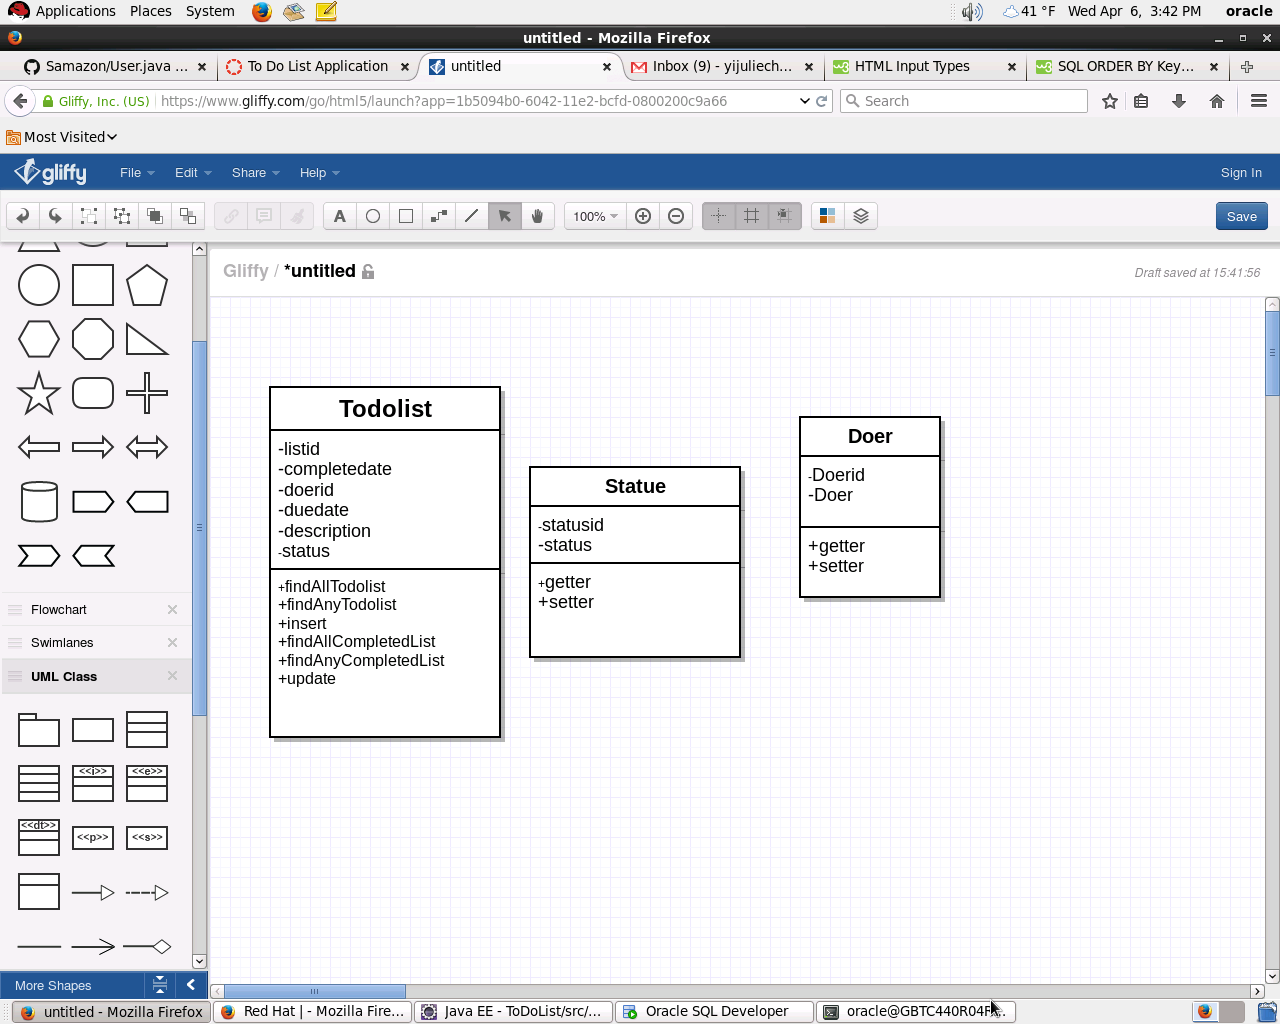 Applications Places System 41 °F Wed Apr 6, 3:42 PM oracle
untitled - Mozilla Firefox
Samazon/User.java ... To Do List Application untitled Inbox (9) - yijuliech... HTML Input Types SQL ORDER BY Key...
Gliffy, Inc. (US) https://www.gliffy.com/go/html5/launch?app=1b5094b0-6042-11e2-bcfd-0800200c9a66 Search
Most Visited
gliffy File Edit Share Help Sign In
A 100% Save
Gliffy / *untitled Draft saved at 15:41:56
Todolist
-listid
-completedate
-doerid
-duedate
-description
-status
+findAllTodolist
+findAnyTodolist
+insert
+findAllCompletedList
+findAnyCompletedList
+update
Statue
-statusid
-status
+getter
+setter
Doer
-Doerid
-Doer
+getter
+setter
Flowchart
Swimlanes
UML Class
<<i>> <<e>>
<<dt>>
<<p>> <<s>>
More Shapes
untitled - Mozilla Firefox Red Hat | - Mozilla Fire... Java EE - ToDoList/src/... Oracle SQL Developer